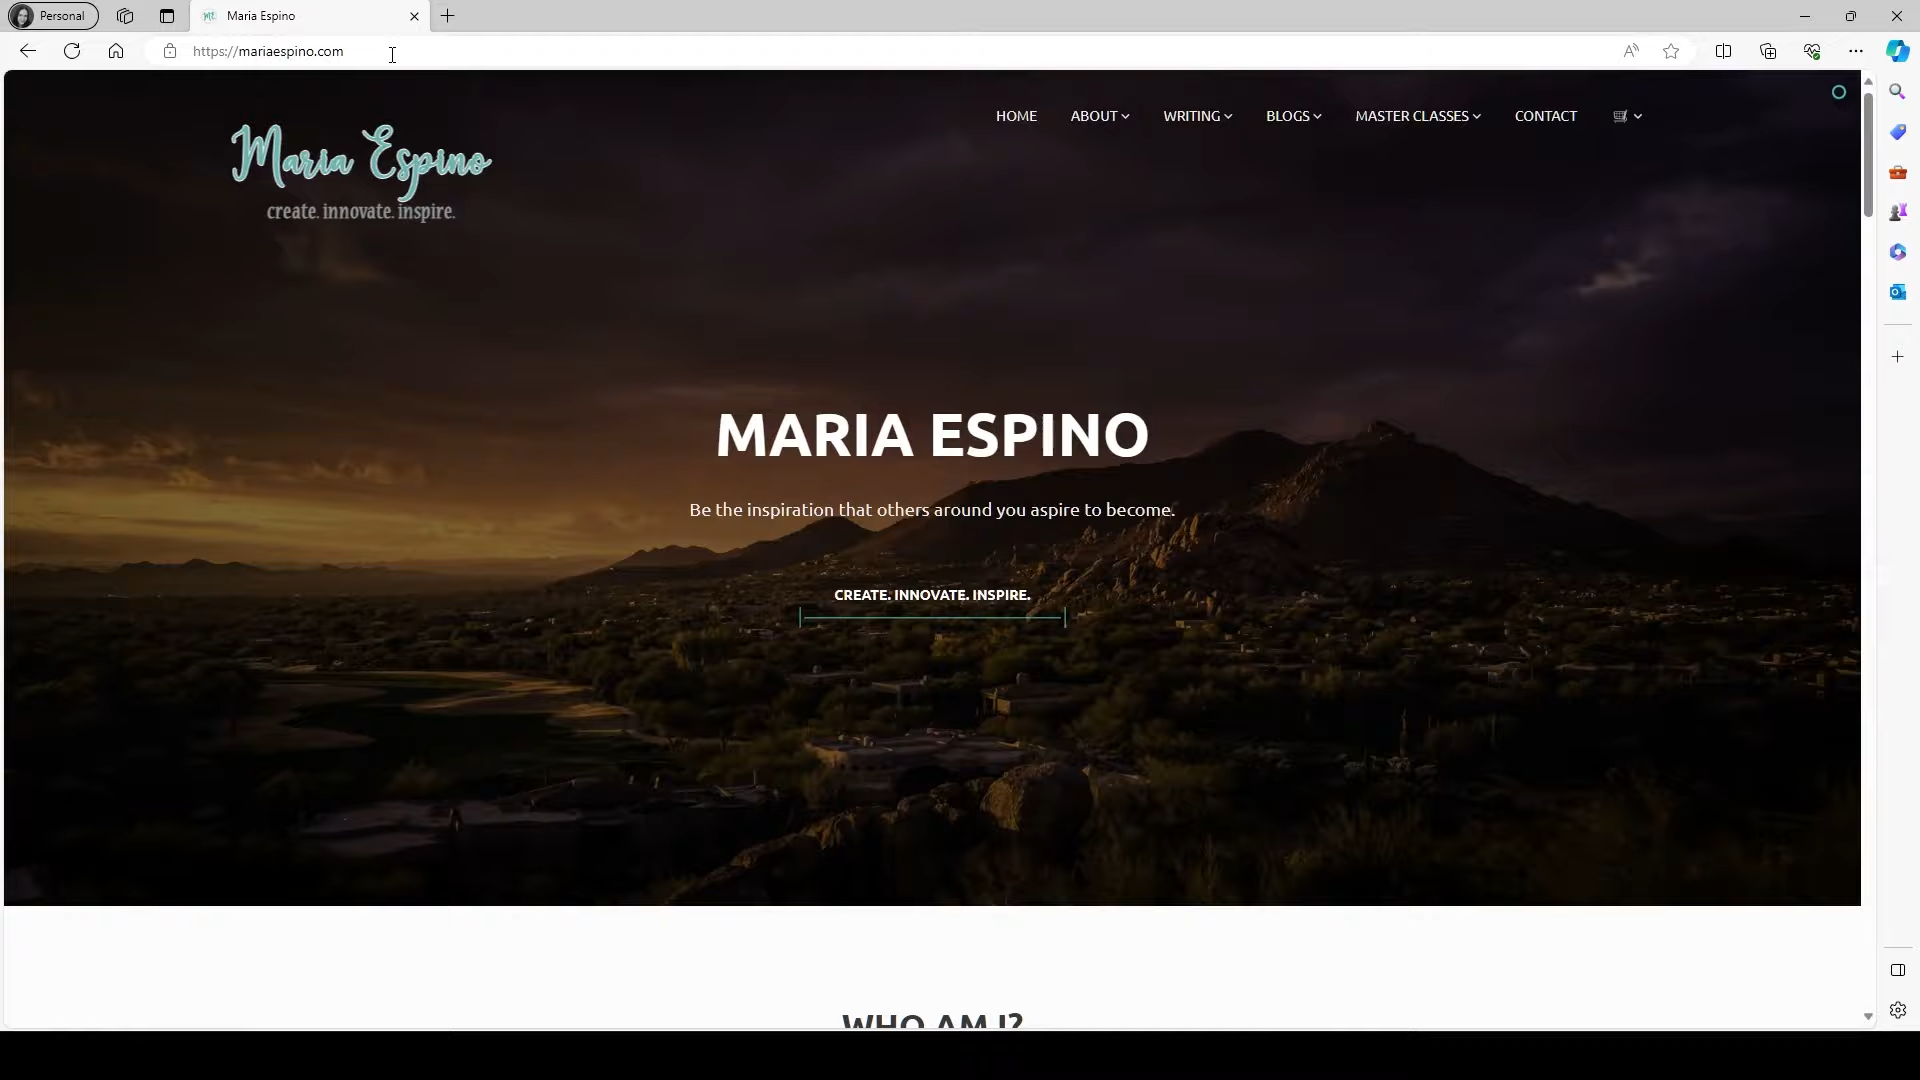 Personal
Maria Espino
https://mariaespino.com
HOME ABOUT WRITING BLOGS MASTER CLASSES CONTACT
Maria Espino
create. innovate. inspire.
MARIA ESPINO
Be the inspiration that others around you aspire to become.
CREATE. INNOVATE. INSPIRE.
WHO AM I?